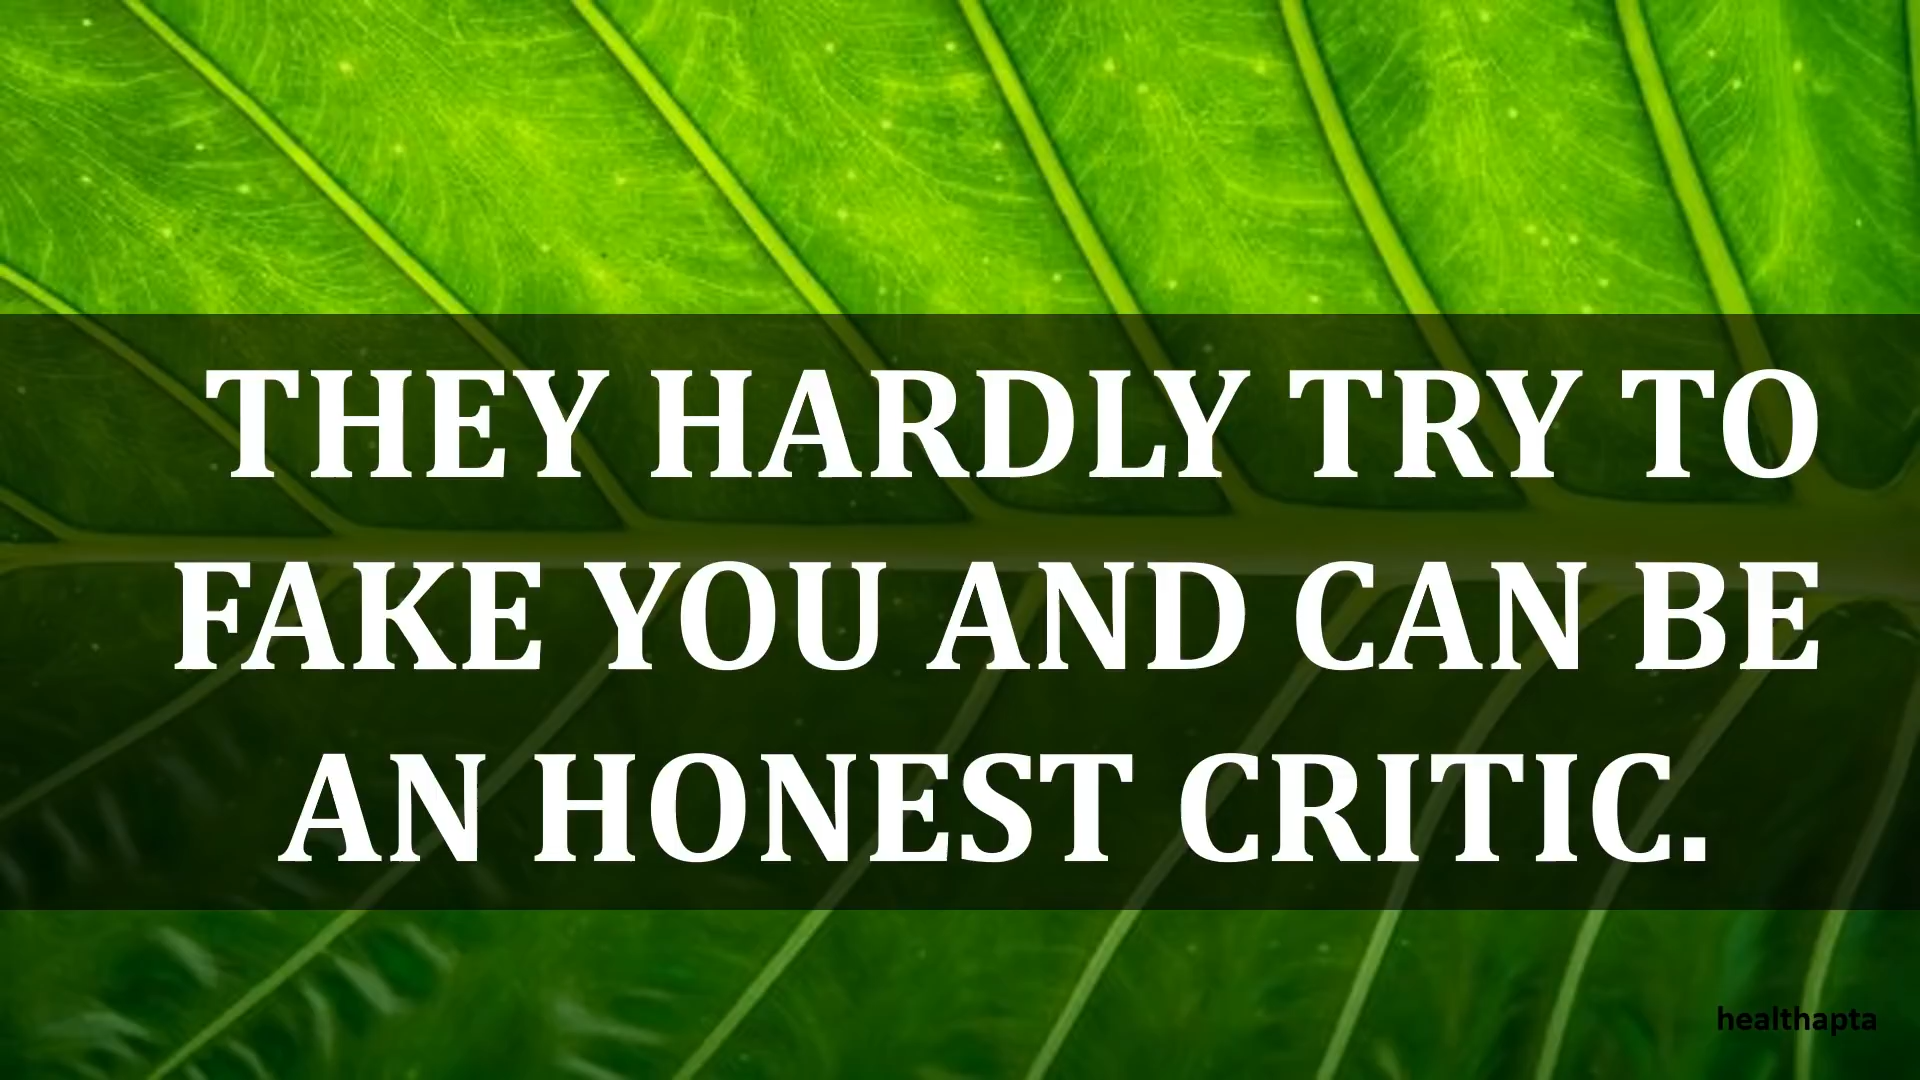 THEY HARDLY TRY TO
FAKE YOU AND CAN BE
AN HONEST CRITIC.
healthapta